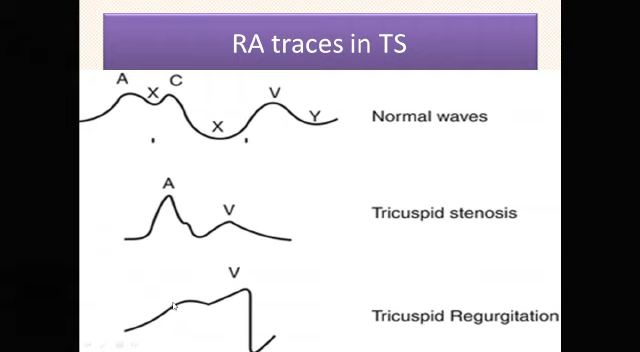 RA traces in TS
A X C X V Y
Normal waves
A V
Tricuspid stenosis
V
Tricuspid Regurgitation